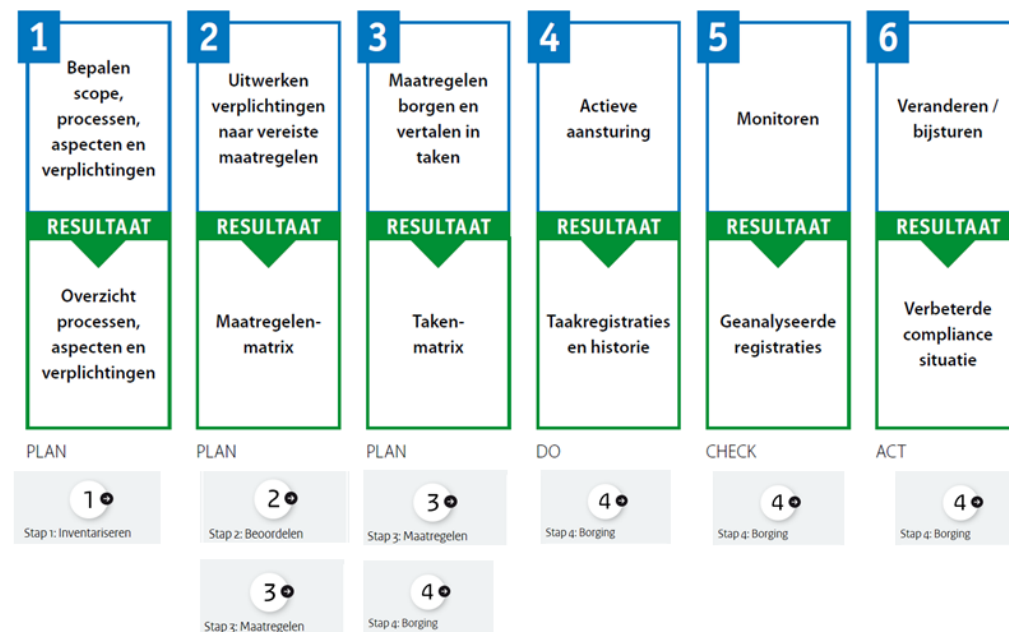 1
Bepalen
scope,
processen,
aspecten en
verplichtingen
RESULTAAT
Overzicht
processen,
aspecten en
verplichtingen
PLAN
1
Stap 1: Inventariseren
2
Uitwerken
verplichtingen
naar vereiste
maatregelen
RESULTAAT
Maatregelen-
matrix
PLAN
2
Stap 2: Beoordelen
3
Stap 3: Maatregelen
3
Maatregelen
borgen en
vertalen in
taken
RESULTAAT
Taken-
matrix
PLAN
3
Stap 3: Maatregelen
4
Stap 4: Borging
4
Actieve
aansturing
RESULTAAT
Taakregistraties
en historie
DO
4
Stap 4: Borging
5
Monitoren
RESULTAAT
Geanalyseerde
registraties
CHECK
4
Stap 4: Borging
6
Veranderen /
bijsturen
RESULTAAT
Verbeterde
compliance
situatie
ACT
4
Stap 4: Borging